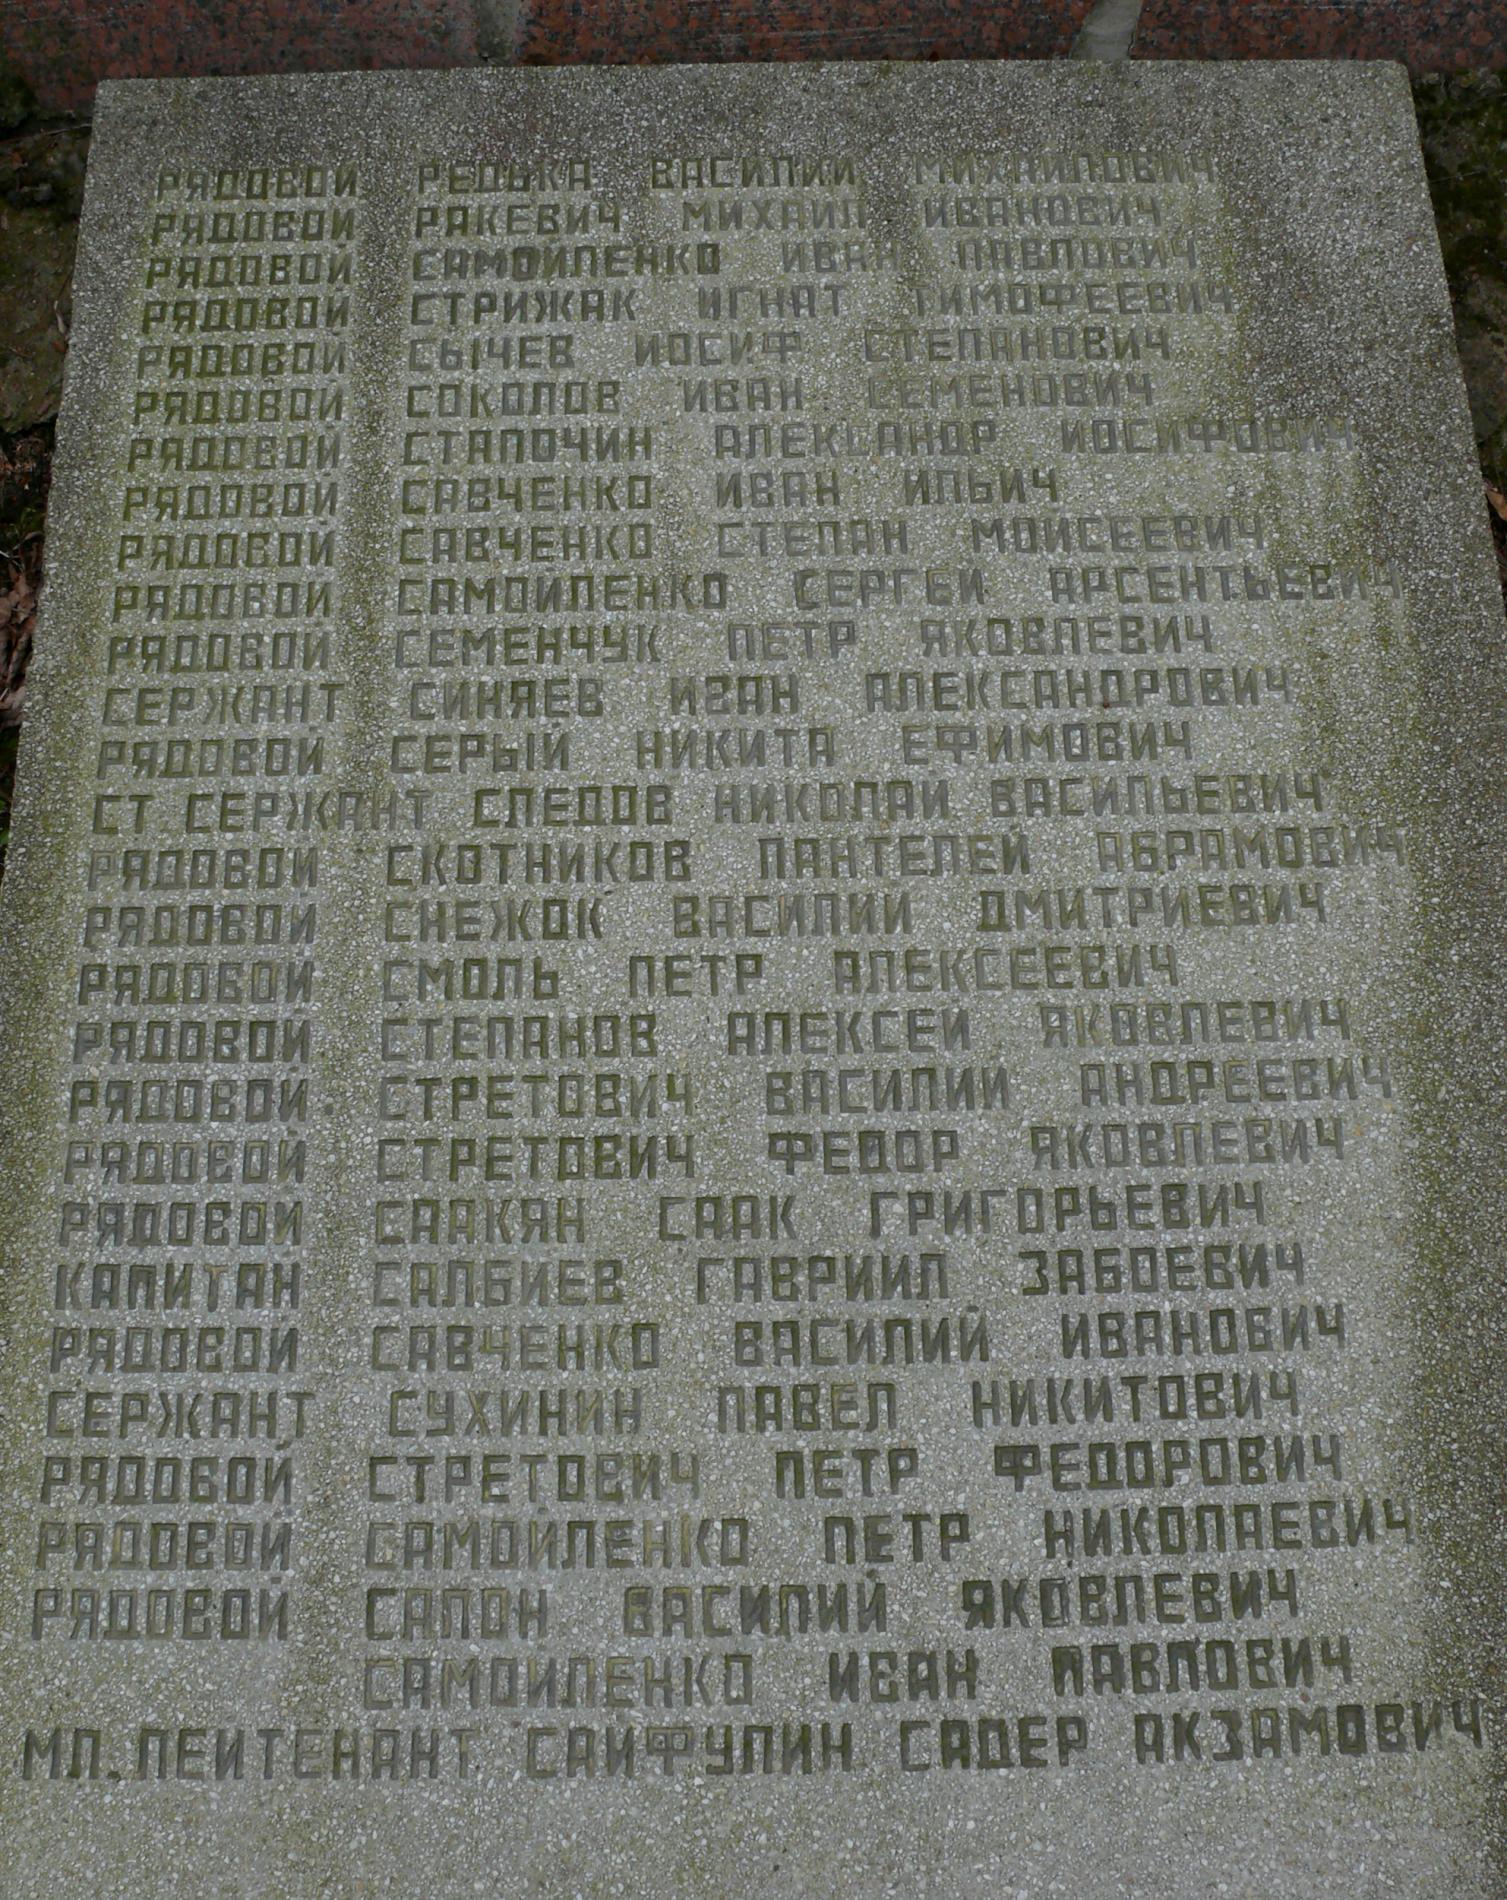 РЯДОВОЙ РЕДЬКА ВАСИЛИЙ МИХАЙЛОВИЧ
РЯДОВОЙ РАКЕВИЧ МИХАИЛ ИВАНОВИЧ
РЯДОВОЙ САМОЙЛЕНКО ИВАН ПАВЛОВИЧ
РЯДОВОЙ СТРИЖАК ИГНАТ ТИМОФЕЕВИЧ
РЯДОВОЙ СЫЧЕВ ИОСИФ СТЕПАНОВИЧ
РЯДОВОЙ СОКОЛОВ ИВАН СЕМЕНОВИЧ
РЯДОВОЙ СТАПОЧИН АЛЕКСАНДР ИОСИФОВИЧ
РЯДОВОЙ САВЧЕНКО ИВАН ИЛЬИЧ
РЯДОВОЙ САВЧЕНКО СТЕПАН МОИСЕЕВИЧ
РЯДОВОЙ САМОЙЛЕНКО СЕРГЕЙ АРСЕНТЬЕВИЧ
РЯДОВОЙ СЕМЕНЧУК ПЕТР ЯКОВЛЕВИЧ
СЕРЖАНТ СИНЯЕВ ИВАН АЛЕКСАНДРОВИЧ
РЯДОВОЙ СЕРЫЙ НИКИТА ЕФИМОВИЧ
СТ. СЕРЖАНТ СЛЕДОВ НИКОЛАЙ ВАСИЛЬЕВИЧ
РЯДОВОЙ СКОТНИКОВ ПАНТЕЛЕЙ АБРАМОВИЧ
РЯДОВОЙ СНЕЖОК ВАСИЛИЙ ДМИТРИЕВИЧ
РЯДОВОЙ СМОЛЬ ПЕТР АЛЕКСЕЕВИЧ
РЯДОВОЙ СТЕПАНОВ АЛЕКСЕЙ ЯКОВЛЕВИЧ
РЯДОВОЙ СТРЕТОВИЧ ВАСИЛИЙ АНДРЕЕВИЧ
РЯДОВОЙ СТРЕТОВИЧ ФЕДОР ЯКОВЛЕВИЧ
РЯДОВОЙ СААКЯН СААК ГРИГОРЬЕВИЧ
КАПИТАН САЛБИЕВ ГАВРИИЛ ЗАБОЕВИЧ
РЯДОВОЙ САВЧЕНКО ВАСИЛИЙ ИВАНОВИЧ
СЕРЖАНТ СУХИНИН ПАВЕЛ НИКИТОВИЧ
РЯДОВОЙ СТРЕТОВИЧ ПЕТР ФЕДОРОВИЧ
РЯДОВОЙ САМОЙЛЕНКО ПЕТР НИКОЛАЕВИЧ
РЯДОВОЙ САПОН ВАСИЛИЙ ЯКОВЛЕВИЧ
САМОЙЛЕНКО ИВАН ПАВЛОВИЧ
МЛ. ЛЕЙТЕНАНТ САЙФУЛИН САДЕР АКЗАМОВИЧ